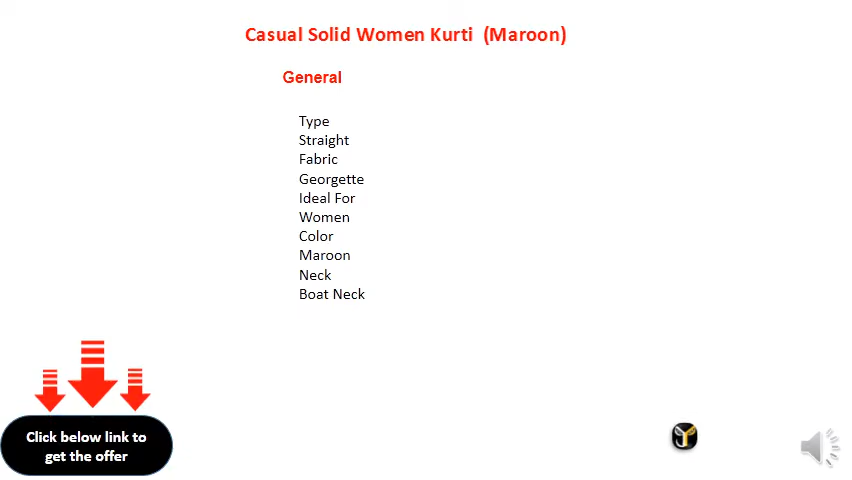 Casual Solid Women Kurti (Maroon)
General
Type
Straight
Fabric
Georgette
Ideal For
Women
Color
Maroon
Neck
Boat Neck
Click below link to
get the offer